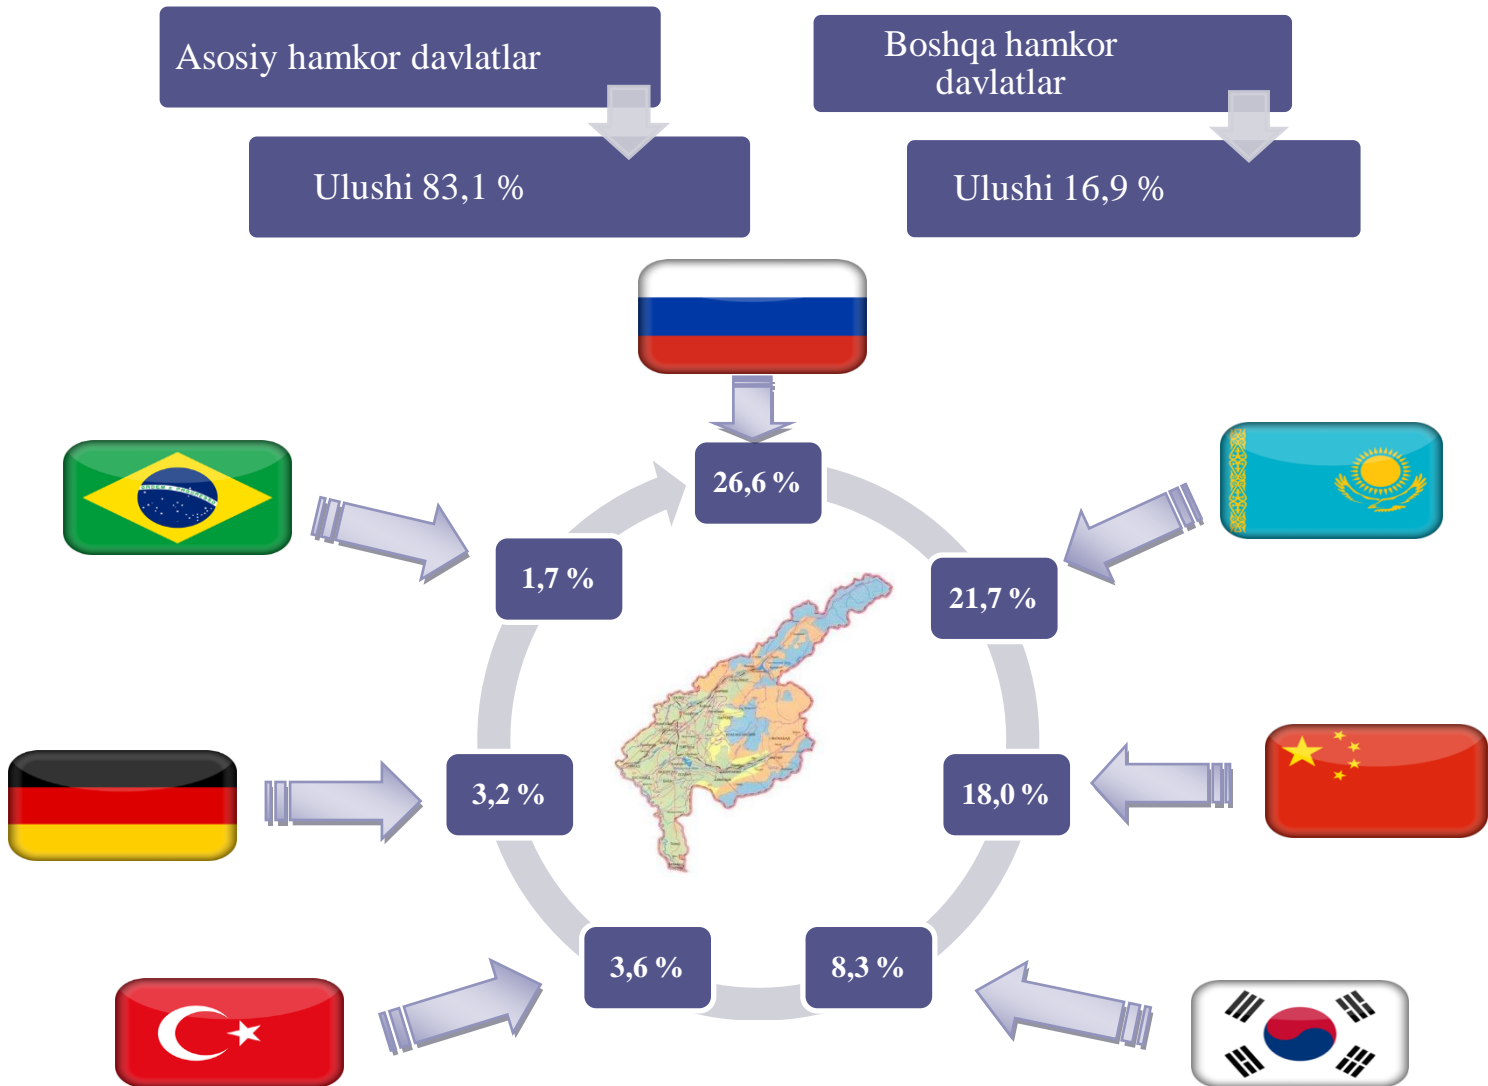 Asosiy hamkor davlatlar
Ulushi 83,1 %
Boshqa hamkor
davlatlar
Ulushi 16,9 %
26,6 %
21,7 %
18,0 %
8,3 %
3,6 %
3,2 %
1,7 %